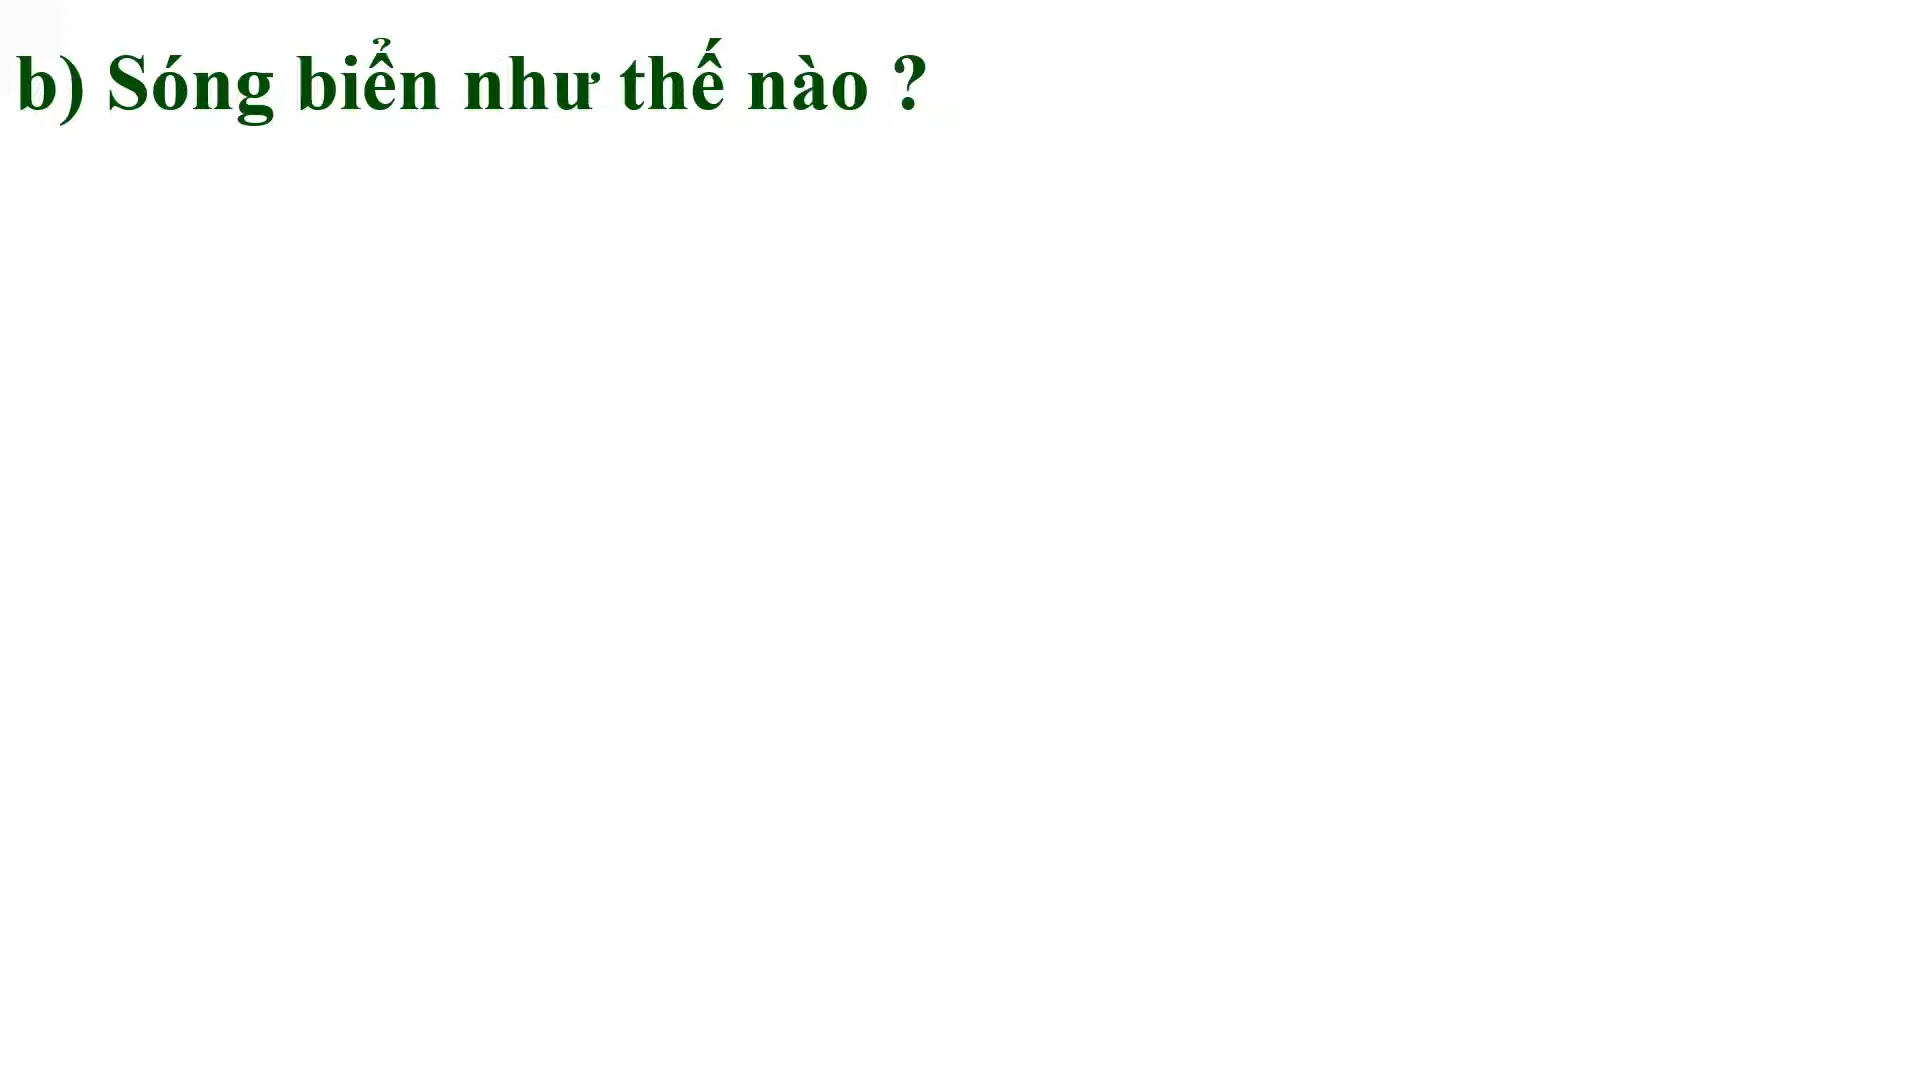 b) Sóng biển như thế nào ?